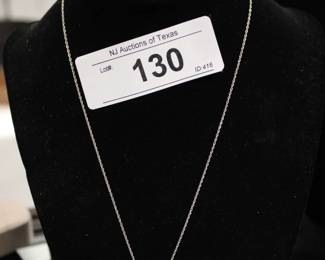 NJ Auctions of Texas
Lot#:
130
ID:416